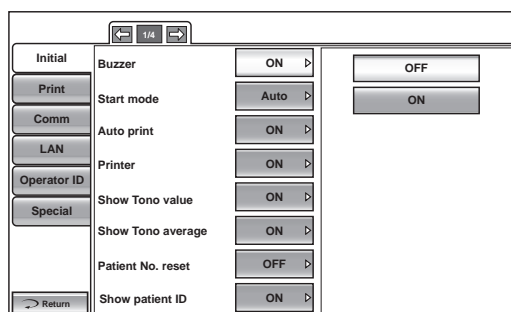 1/4
Initial
Print
Comm
LAN
Operator ID
Special
Return
Buzzer ON
Start mode Auto
Auto print ON
Printer ON
Show Tono value ON
Show Tono average ON
Patient No. reset OFF
Show patient ID ON
OFF
ON